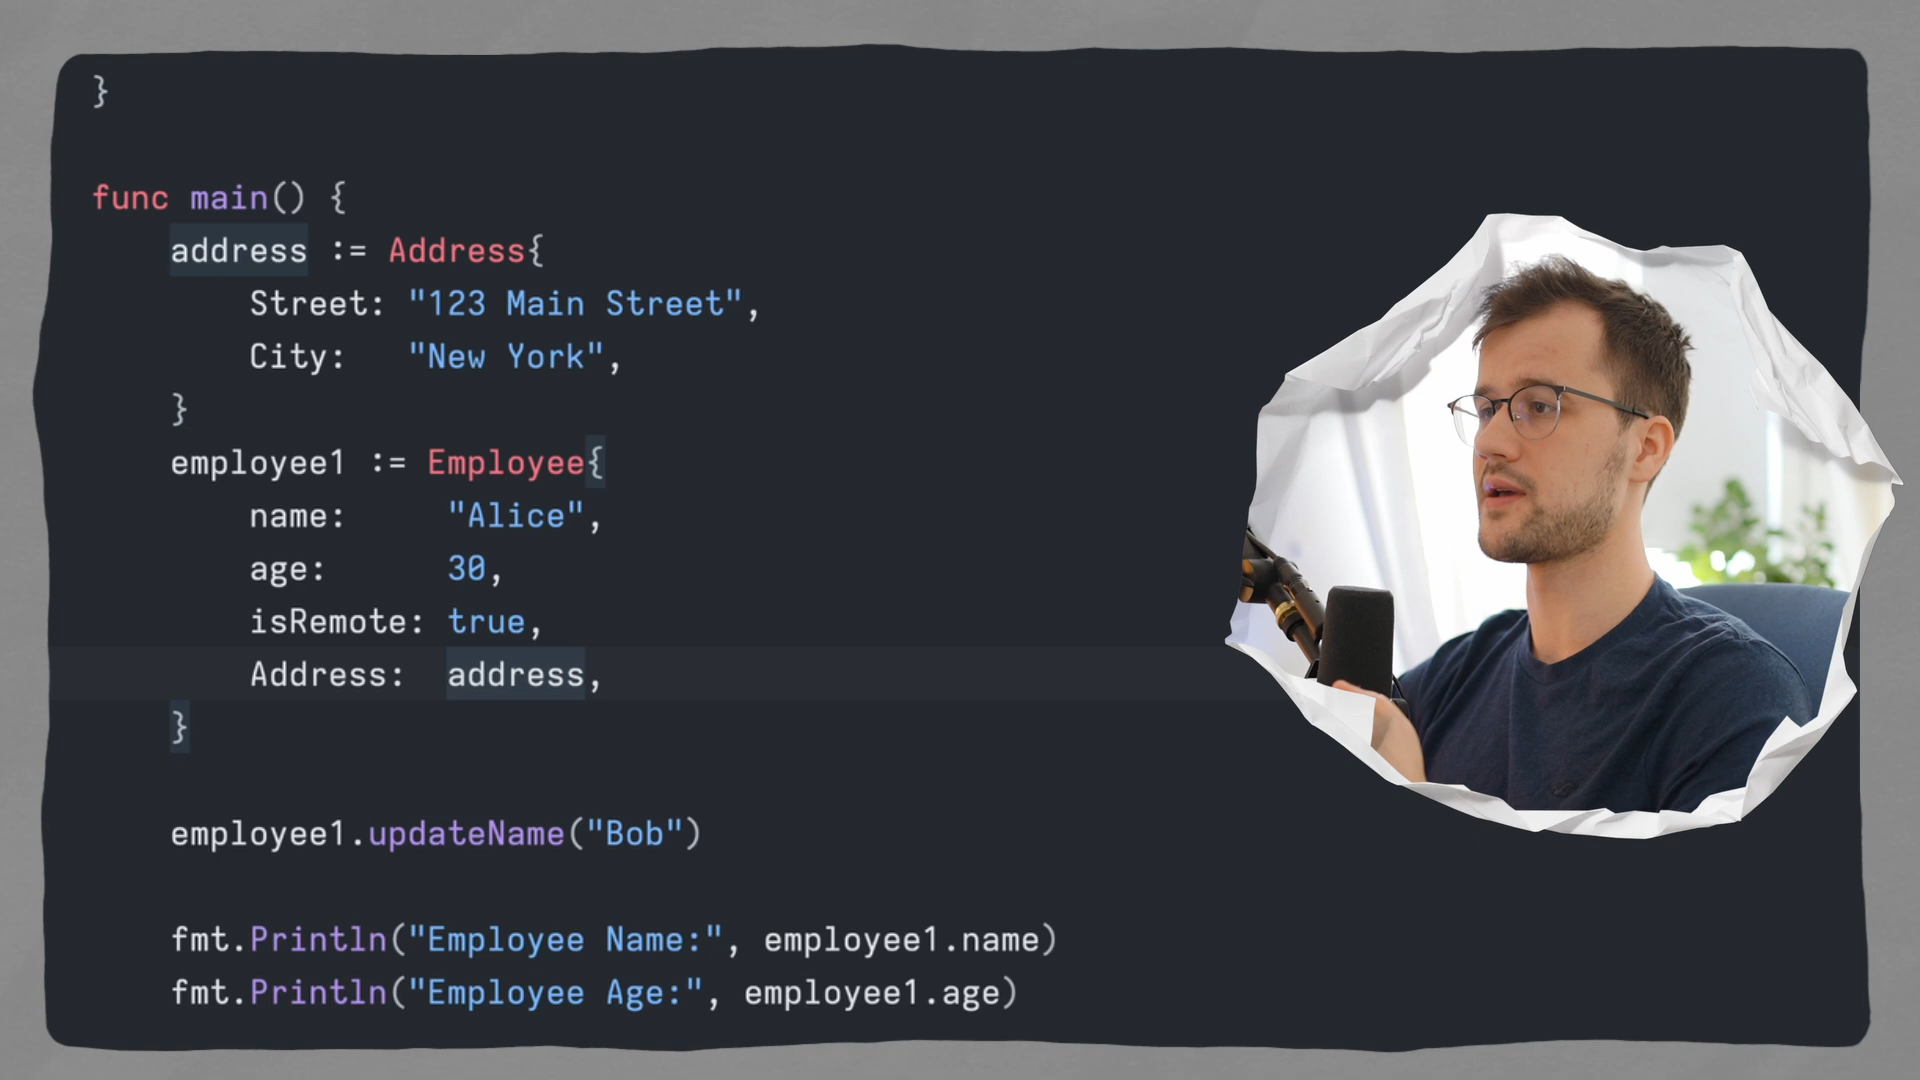 }
func main() {
    address := Address{
        Street: "123 Main Street",
        City:   "New York",
    }
    employee1 := Employee{
        name:     "Alice",
        age:      30,
        isRemote: true,
        Address:  address,
    }
    employee1.updateName("Bob")
    fmt.Println("Employee Name:", employee1.name)
    fmt.Println("Employee Age:", employee1.age)